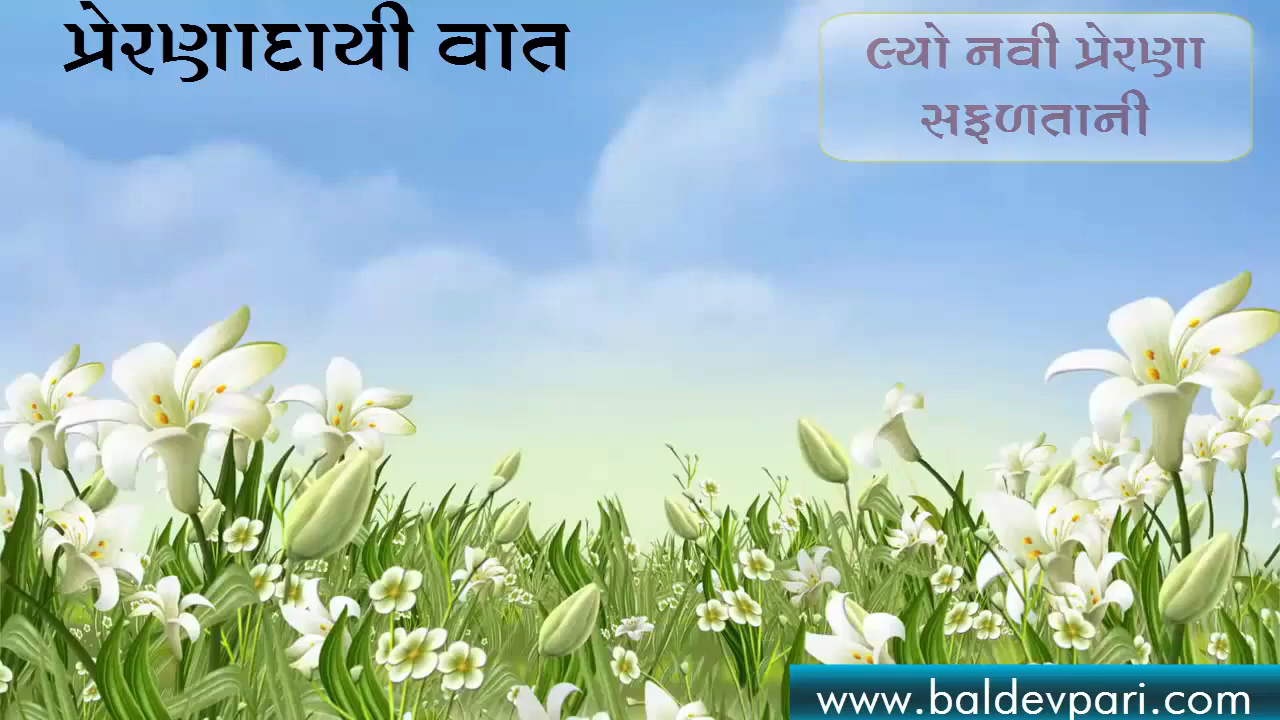 પ્રેરણાદાયી વાત
લ્યો નવી પ્રેરણા
સફળતાની
www.baldevpari.com